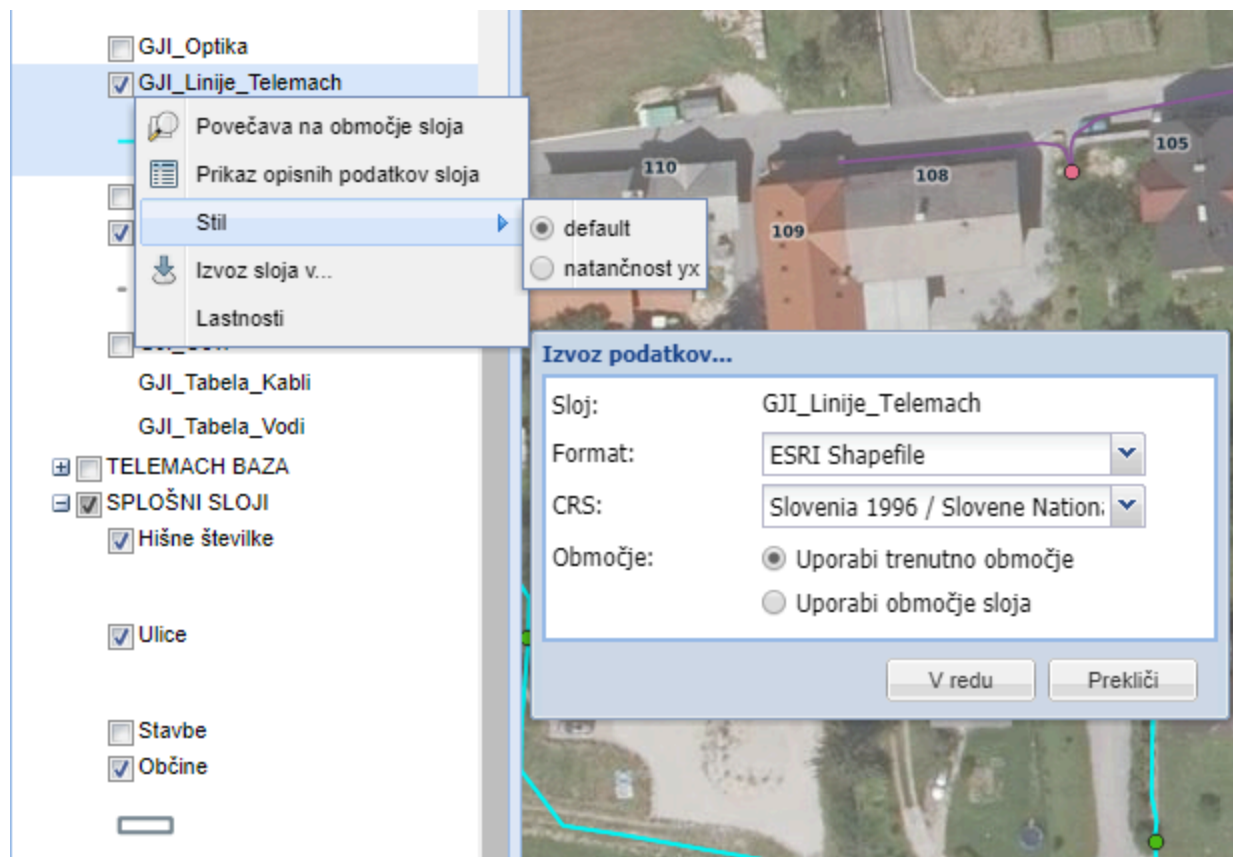 GJI_Optika
GJI_Linije_Telemach
Povečava na območje sloja
Prikaz opisnih podatkov sloja
Stil
default
natančnost yx
Izvoz sloja v...
Lastnosti
GJI_Tabela_Kabli
GJI_Tabela_Vodi
TELEMACH BAZA
SPLOŠNI SLOJI
Hišne številke
Ulice
Stavbe
Občine
110
108
105
109
Izvoz podatkov...
Sloj: GJI_Linije_Telemach
Format: ESRI Shapefile
CRS: Slovenia 1996 / Slovene
Območje: Uporabi trenutno območje
Uporabi območje sloja
V redu Prekliči